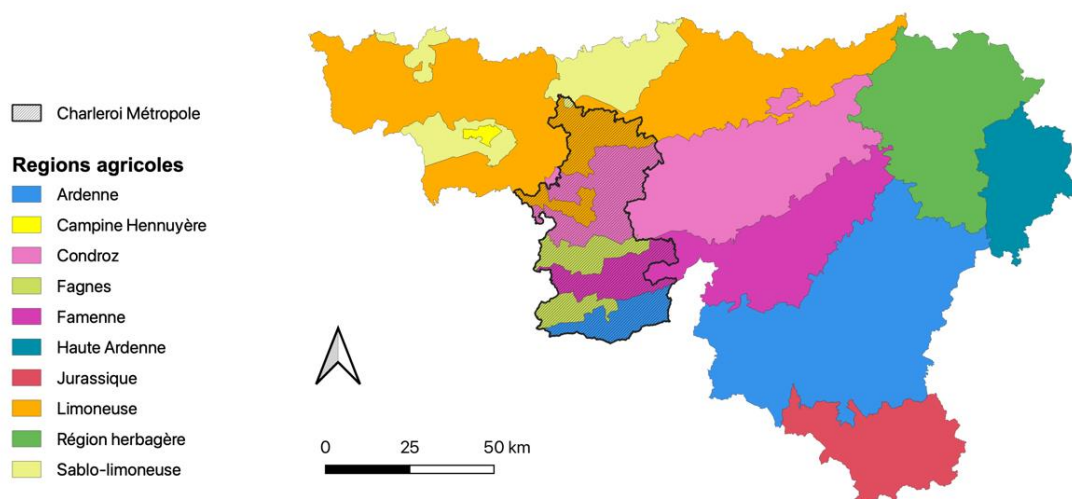 Charleroi Métropole
Regions agricoles
Ardenne
Campine Hennuyère
Condroz
Fagnes
Famenne
Haute Ardenne
Jurassique
Limoneuse
Région herbagère
Sablo-limoneuse
0 25 50 km